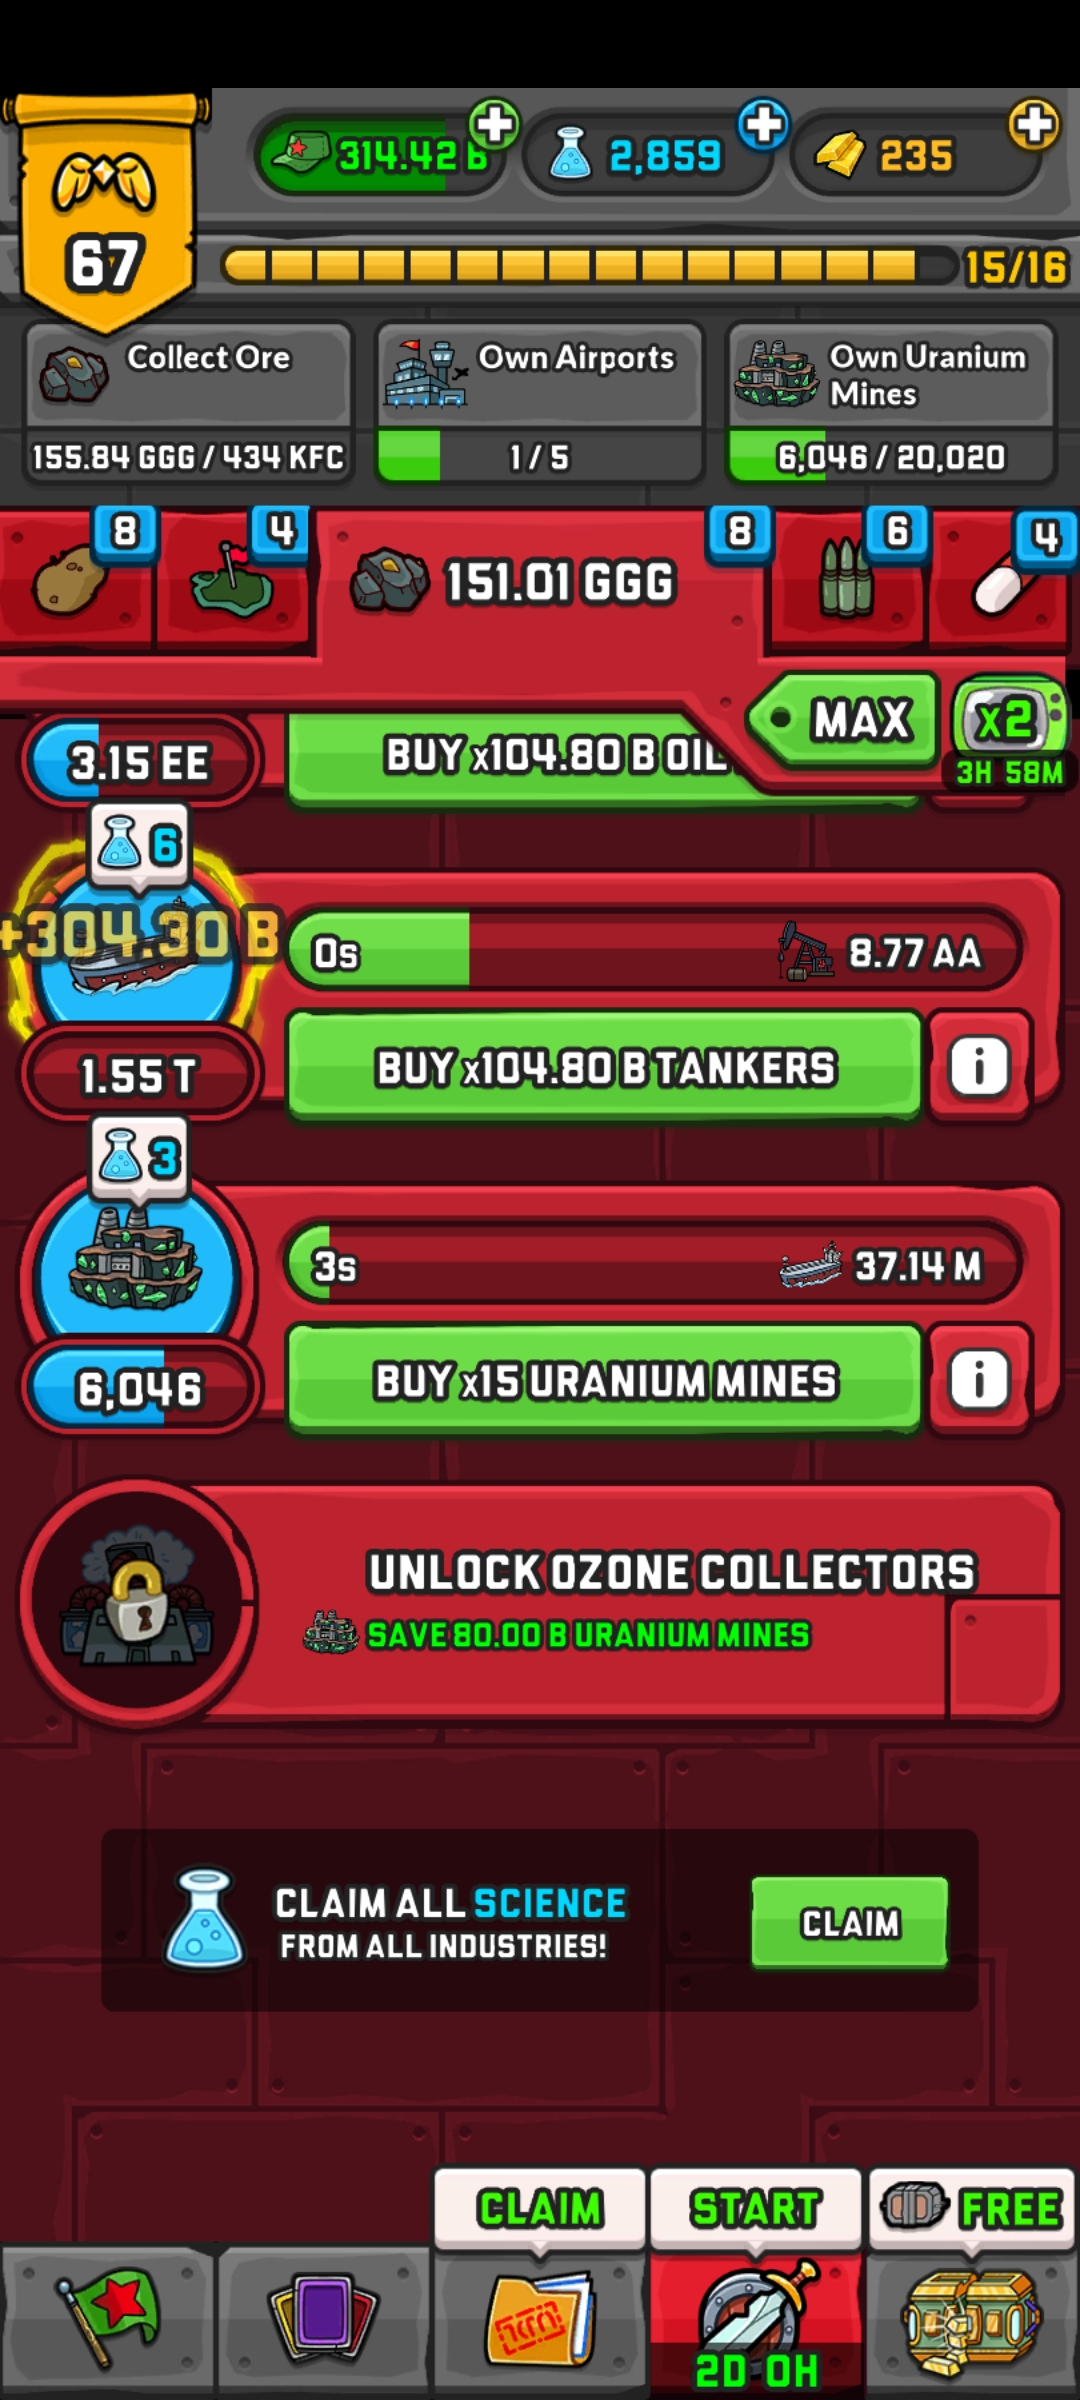 314.42 B
2,859
235
67
15/16
Collect Ore
155.84 GGG / 434 KFC
Own Airports
1 / 5
Own Uranium
Mines
6,046 / 20,020
8
4
151.01 GGG
8
6
4
MAX
x2
3H 58M
3.15 EE
BUY x104.80 B OIL
6
+304.30 B
0s
8.77 AA
1.55 T
BUY x104.80 B TANKERS
i
3
3s
37.14 M
6,046
BUY x15 URANIUM MINES
i
UNLOCK OZONE COLLECTORS
SAVE 80.00 B URANIUM MINES
CLAIM ALL SCIENCE
FROM ALL INDUSTRIES!
CLAIM
CLAIM
START
FREE
2D 0H